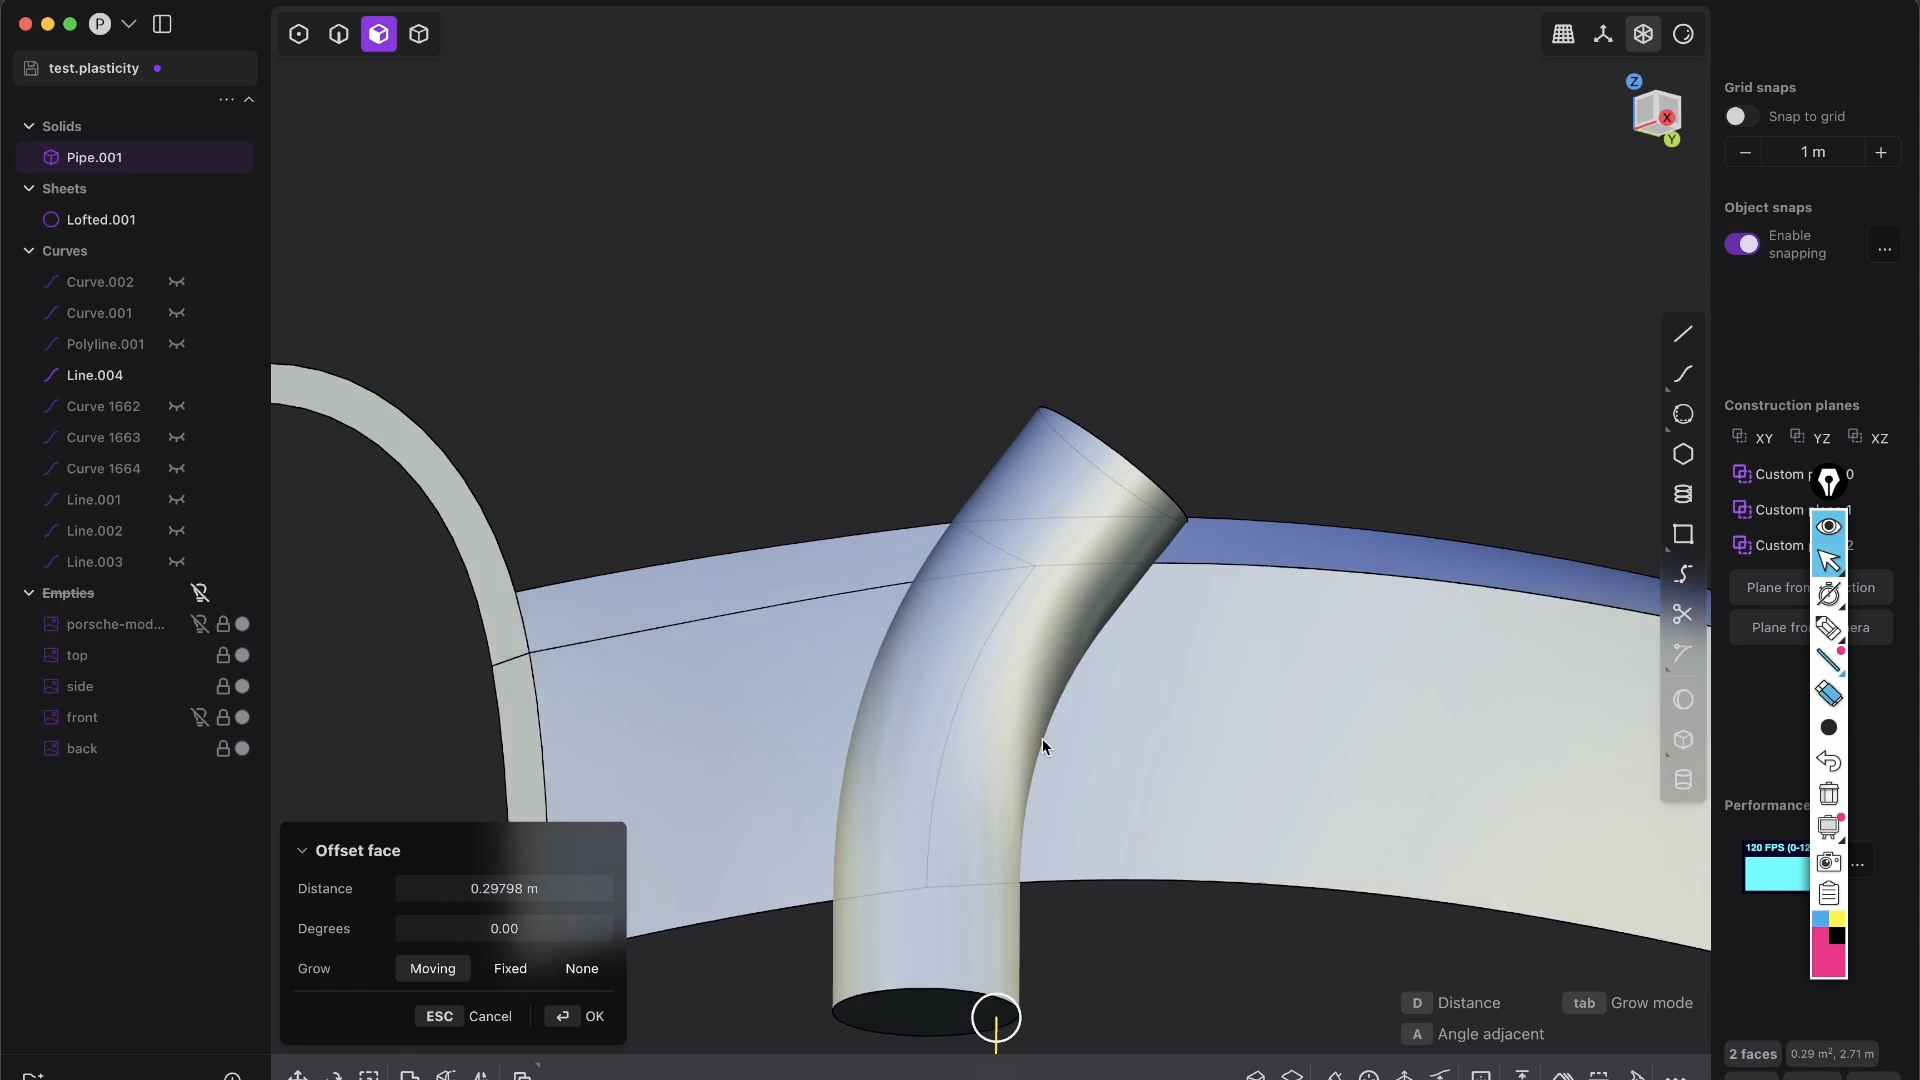 P
test.plasticity
Solids
Pipe.001
Sheets
Lofted.001
Curves
Curve.002
Curve.001
Polyline.001
Line.004
Curve 1662
Curve 1663
Curve 1664
Line.001
Line.002
Line.003
Empties
porsche-mod...
top
side
front
back
Z
X
Y
Offset face
Distance 0.29798 m
Degrees 0.00
Grow Moving Fixed None
ESC Cancel OK
D Distance tab Grow mode
A Angle adjacent
Grid snaps
Snap to grid
− 1 m +
Object snaps
Enable
snapping
...
Construction planes
XY YZ XZ
Custom 0
Custom 1
Custom 2
Plane from
Plane
Performance
120 FPS
...
2 faces 0.29 m², 2.71 m